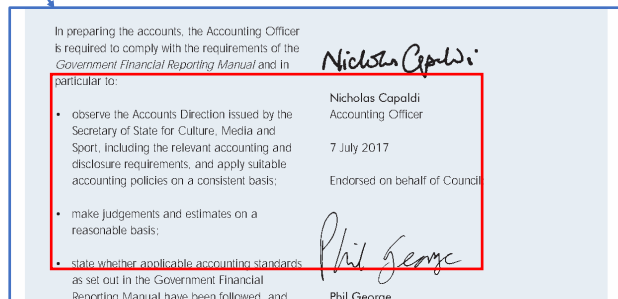 In preparing the accounts, the Accounting Officer
is required to comply with the requirements of the
Government Financial Reporting Manual and in
particular to:
• observe the Accounts Direction issued by the
Secretary of State for Culture, Media and
Sport, including the relevant accounting and
disclosure requirements, and apply suitable
accounting policies on a consistent basis;
• make judgements and estimates on a
reasonable basis;
• state whether applicable accounting standards
as set out in the Government Financial
Reporting Manual have been followed, and
Nicholas Capaldi
Nicholas Capaldi
Accounting Officer
7 July 2017
Endorsed on behalf of Council
Phil George
Phil George